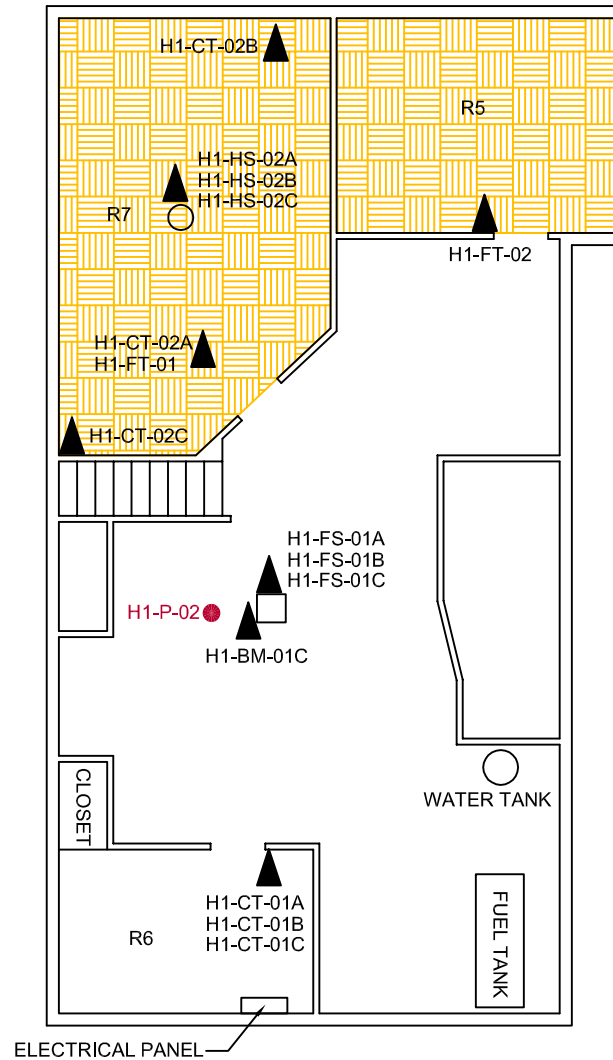 H1-CT-02B
R5
H1-HS-02A
H1-HS-02B
H1-HS-02C
R7
H1-FT-02
H1-CT-02A
H1-FT-01
H1-CT-02C
H1-FS-01A
H1-FS-01B
H1-FS-01C
H1-P-02
H1-BM-01C
CLOSET
WATER TANK
H1-CT-01A
H1-CT-01B
H1-CT-01C
R6
FUEL TANK
ELECTRICAL PANEL